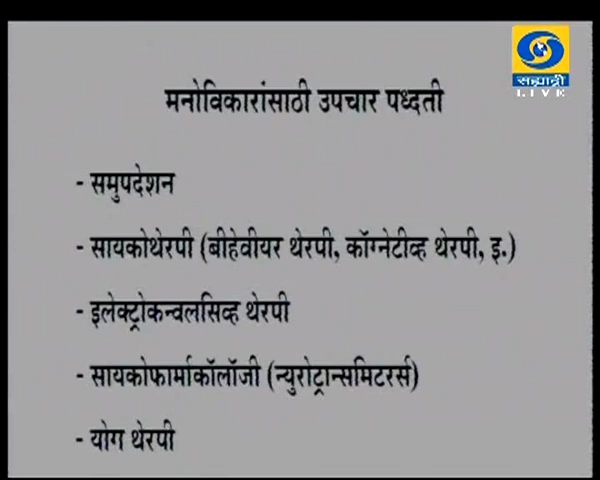 सह्याद्री
LIVE
मनोविकारांसाठी उपचार पध्दती
- समुपदेशन
- सायकोथेरपी (बीहेवीयर थेरपी, कॉग्नेटीव्ह थेरपी, इ.)
- इलेक्ट्रोकन्वलसिव्ह थेरपी
- सायकोफार्माकॉलॉजी (न्युरोट्रान्समिटरर्स)
- योग थेरपी